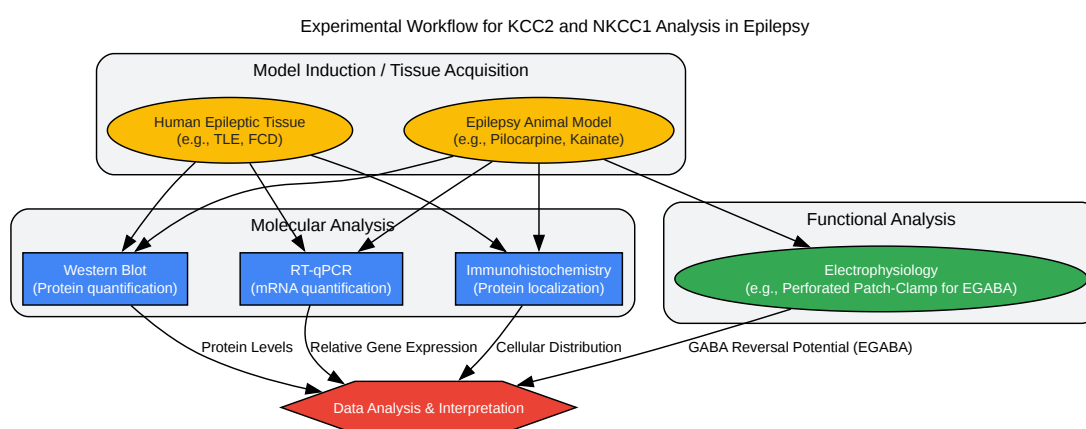 Experimental Workflow for KCC2 and NKCC1 Analysis in Epilepsy
Model Induction / Tissue Acquisition
Human Epileptic Tissue
(e.g., TLE, FCD)
Epilepsy Animal Model
(e.g., Pilocarpine, Kainate)
Molecular Analysis
Functional Analysis
Western Blot
(Protein quantification)
RT-qPCR
(mRNA quantification)
Immunohistochemistry
(Protein localization)
Electrophysiology
(e.g., Perforated Patch-Clamp for EGABA)
Protein Levels
Relative Gene Expression
Cellular Distribution
GABA Reversal Potential (EGABA)
Data Analysis & Interpretation